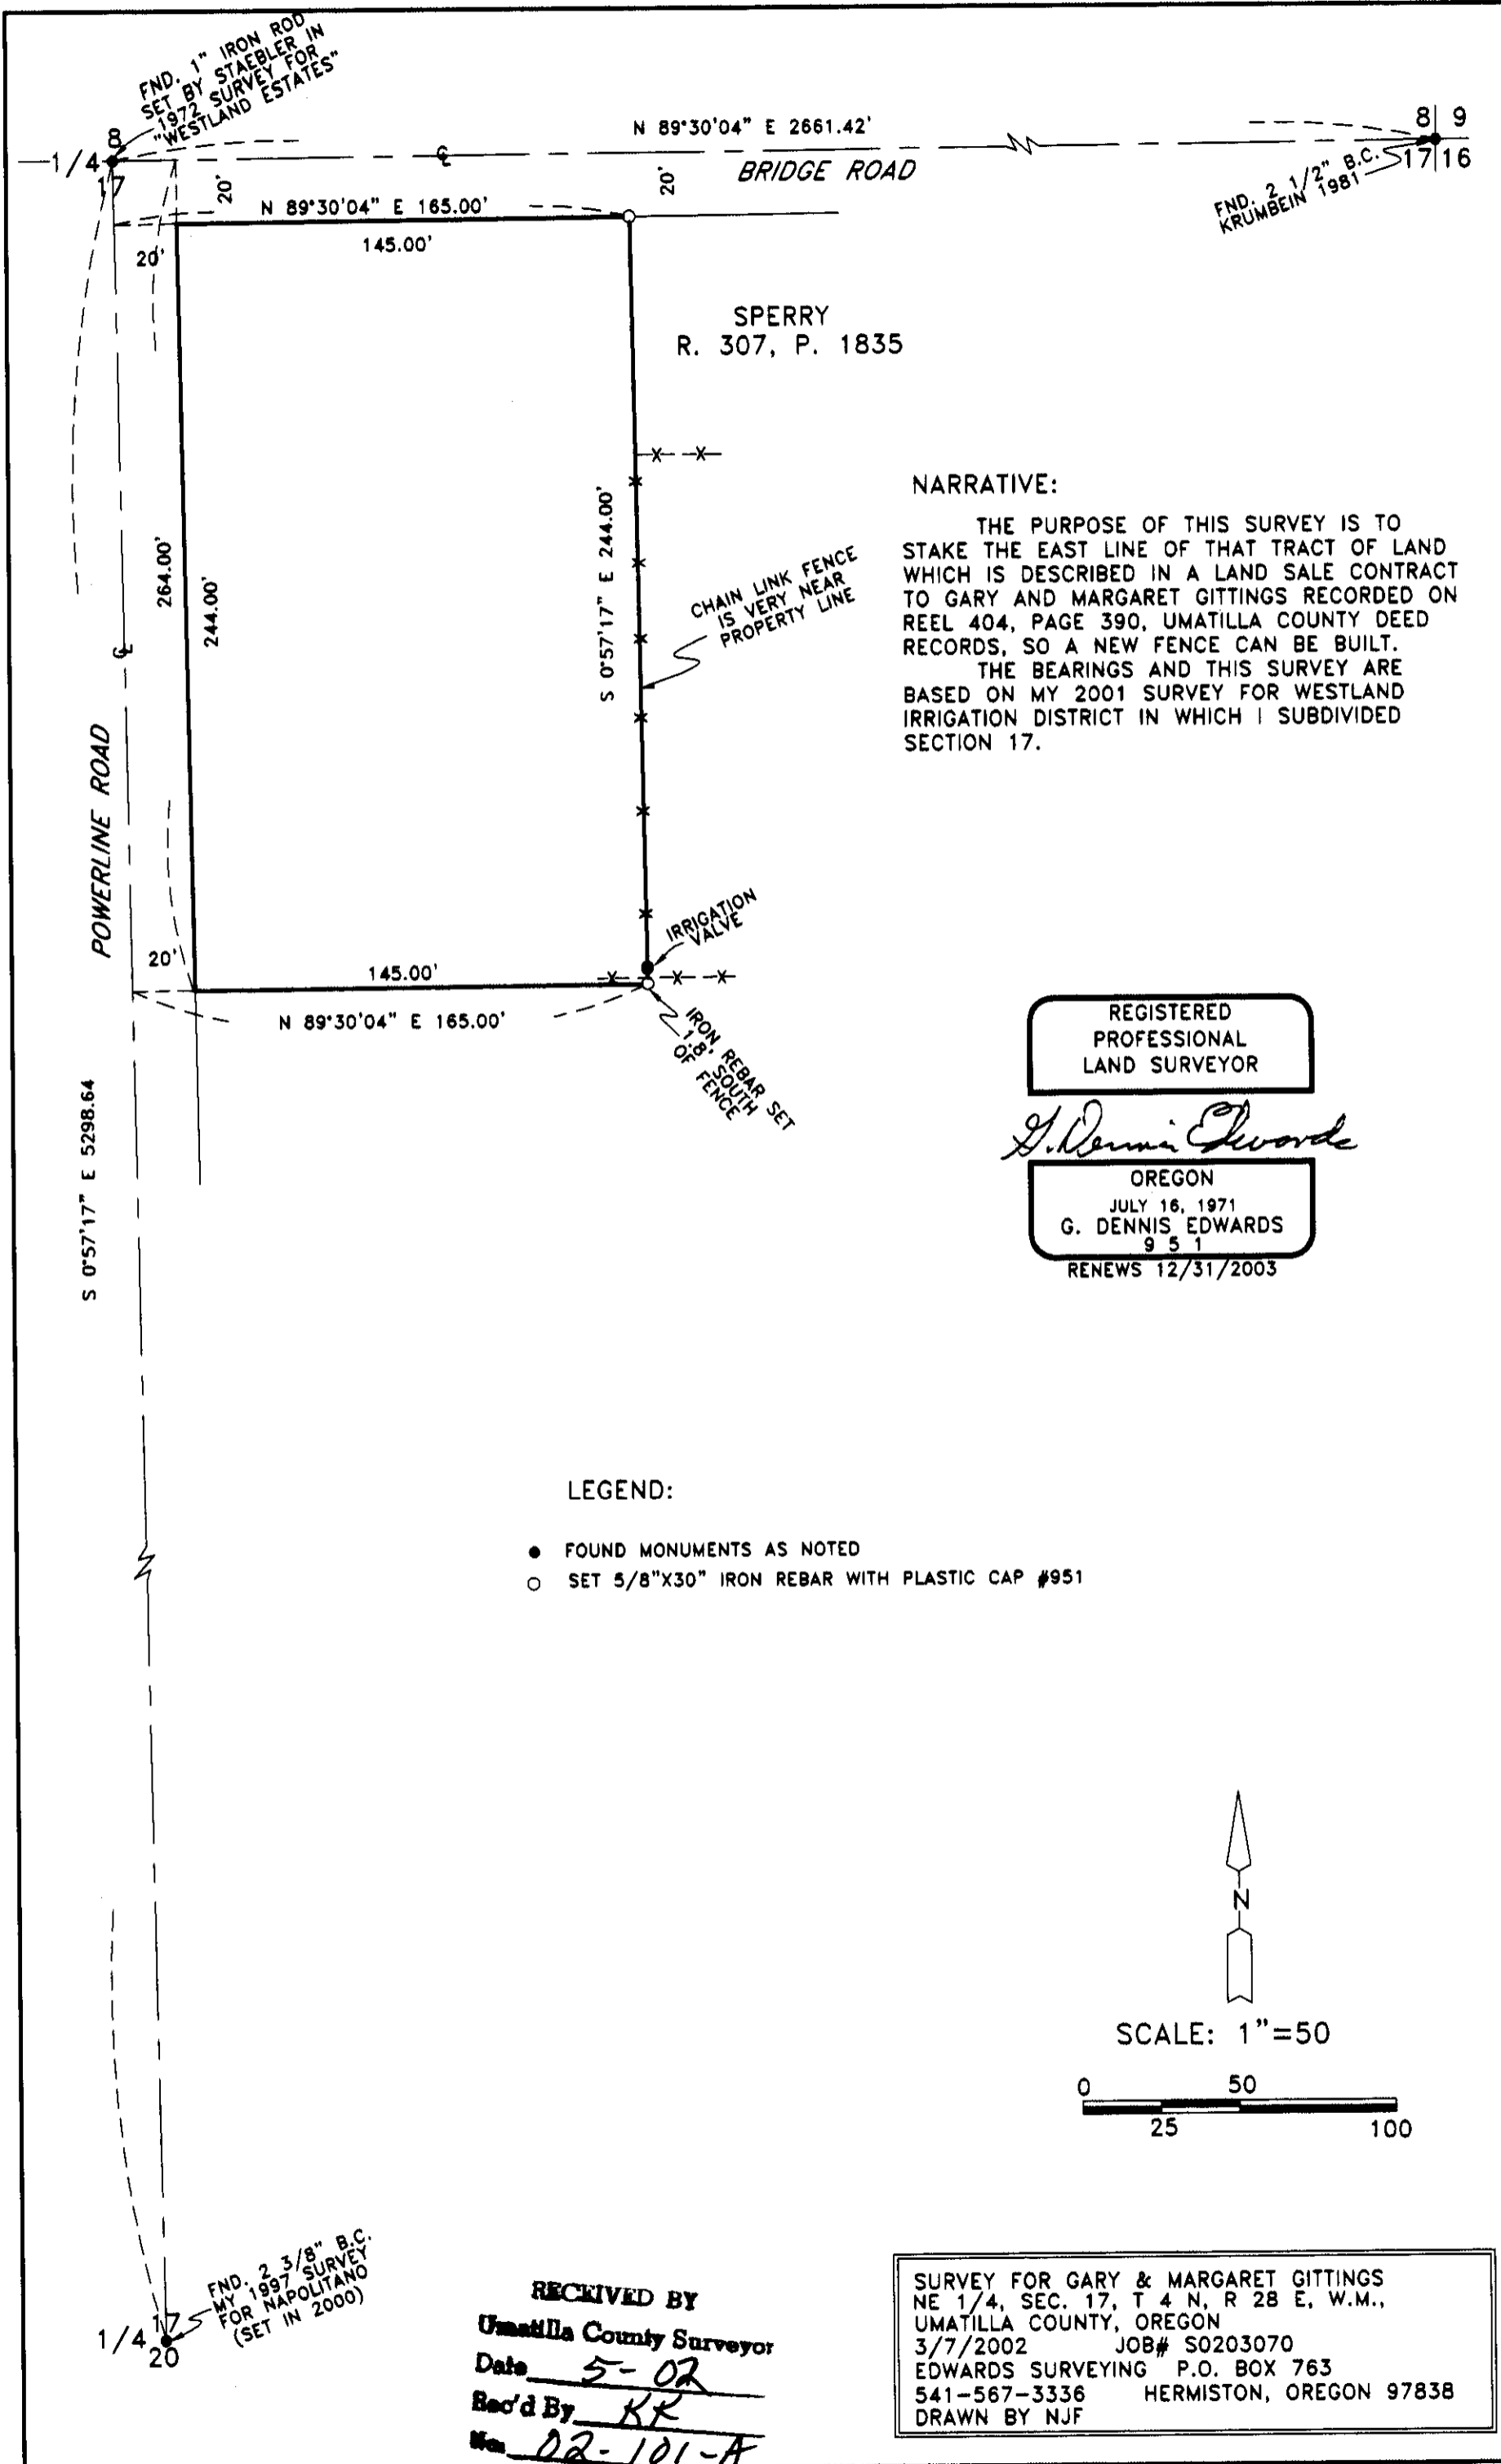 FND. 1" IRON ROD
SET BY STAEBLER IN
1972 SURVEY FOR
"WESTLAND ESTATES"
8
1/4
17
N 89°30'04" E 2661.42'
℄
BRIDGE ROAD
8 9
17 16
FND. 2 1/2" B.C.
KRUMBEIN 1981
20'
20'
N 89°30'04" E 165.00'
145.00'
20'
SPERRY
R. 307, P. 1835
264.00'
244.00'
S 0°57'17" E 244.00'
CHAIN LINK FENCE
IS VERY NEAR
PROPERTY LINE
NARRATIVE:
THE PURPOSE OF THIS SURVEY IS TO
STAKE THE EAST LINE OF THAT TRACT OF LAND
WHICH IS DESCRIBED IN A LAND SALE CONTRACT
TO GARY AND MARGARET GITTINGS RECORDED ON
REEL 404, PAGE 390, UMATILLA COUNTY DEED
RECORDS, SO A NEW FENCE CAN BE BUILT.
THE BEARINGS AND THIS SURVEY ARE
BASED ON MY 2001 SURVEY FOR WESTLAND
IRRIGATION DISTRICT IN WHICH I SUBDIVIDED
SECTION 17.
℄
POWERLINE ROAD
IRRIGATION
VALVE
20'
145.00'
N 89°30'04" E 165.00'
IRON REBAR SET
1.8' SOUTH
OF FENCE
S 0°57'17" E 5298.64
REGISTERED
PROFESSIONAL
LAND SURVEYOR
G. Dennis Edwards
OREGON
JULY 16, 1971
G. DENNIS EDWARDS
9 5 1
RENEWS 12/31/2003
LEGEND:
● FOUND MONUMENTS AS NOTED
○ SET 5/8"X30" IRON REBAR WITH PLASTIC CAP #951
N
SCALE: 1"=50
0 50
25 100
FND. 2 3/8" B.C.
MY 1997 SURVEY
FOR NAPOLITANO
(SET IN 2000)
17
1/4
20
RECEIVED BY
Umatilla County Surveyor
Date 5-02
Rec'd By KK
No. 02-101-A
SURVEY FOR GARY & MARGARET GITTINGS
NE 1/4, SEC. 17, T 4 N, R 28 E, W.M.,
UMATILLA COUNTY, OREGON
3/7/2002 JOB# S0203070
EDWARDS SURVEYING P.O. BOX 763
541-567-3336 HERMISTON, OREGON 97838
DRAWN BY NJF